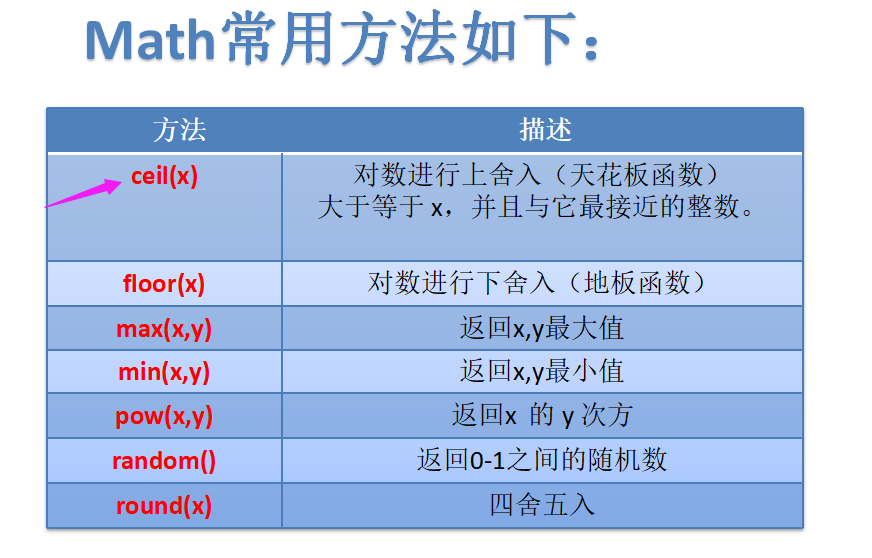 Math常用方法如下：
方法 描述
ceil(x) 对数进行上舍入（天花板函数）
大于等于 x，并且与它最接近的整数。
floor(x) 对数进行下舍入（地板函数）
max(x,y) 返回x,y最大值
min(x,y) 返回x,y最小值
pow(x,y) 返回x 的 y 次方
random() 返回0-1之间的随机数
round(x) 四舍五入